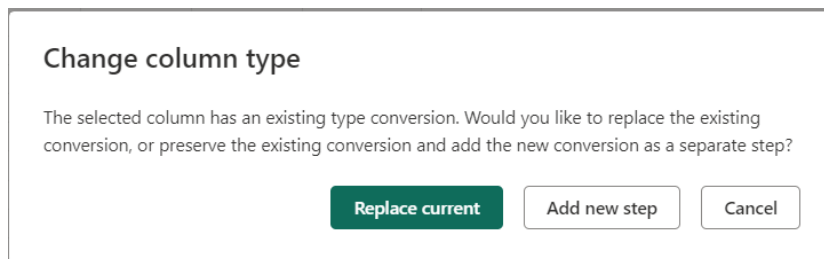 Change column type
The selected column has an existing type conversion. Would you like to replace the existing
conversion, or preserve the existing conversion and add the new conversion as a separate step?
Replace current Add new step Cancel